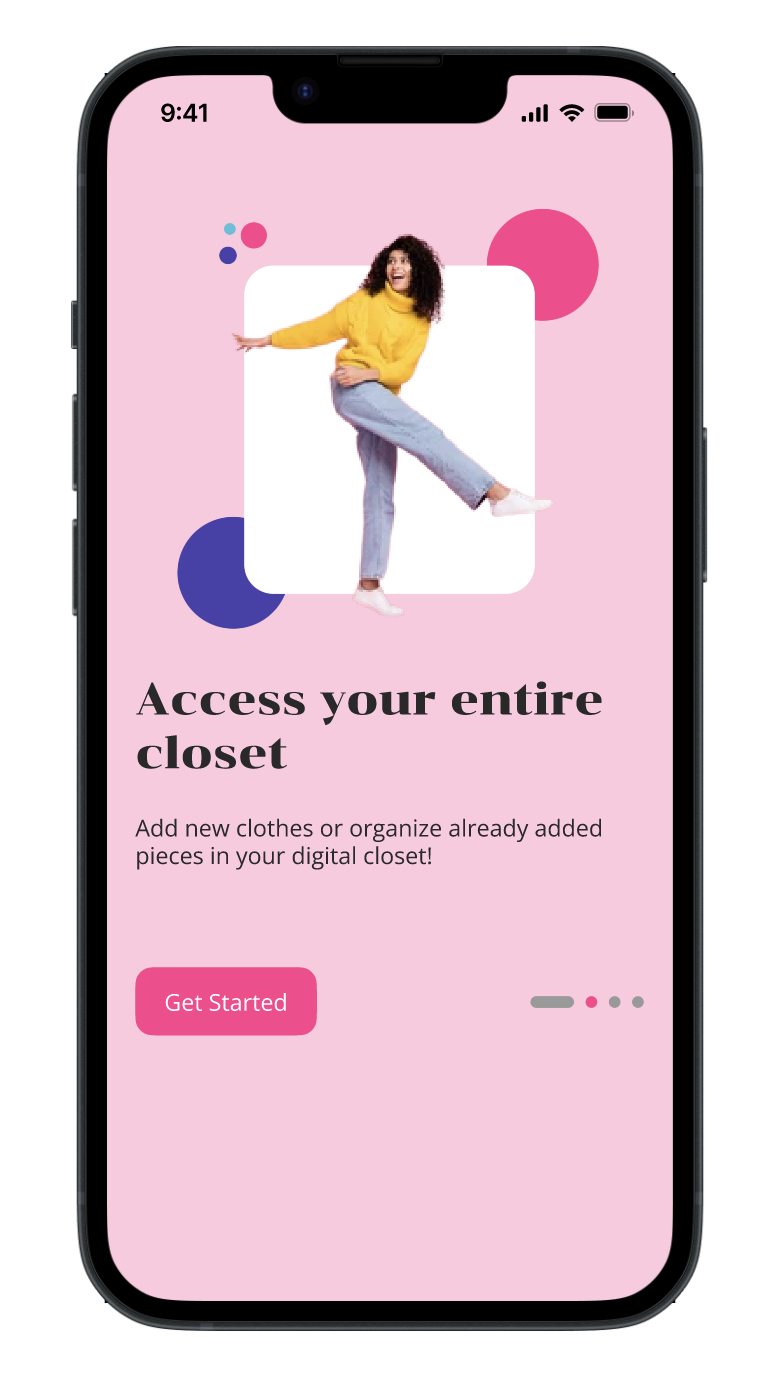 9:41
Access your entire
closet
Add new clothes or organize already added
pieces in your digital closet!
Get Started